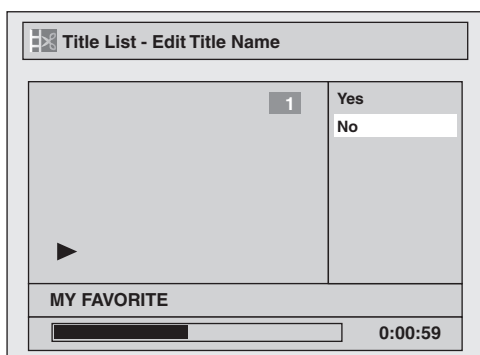 Title List - Edit Title Name
1
Yes
No
MY FAVORITE
0:00:59